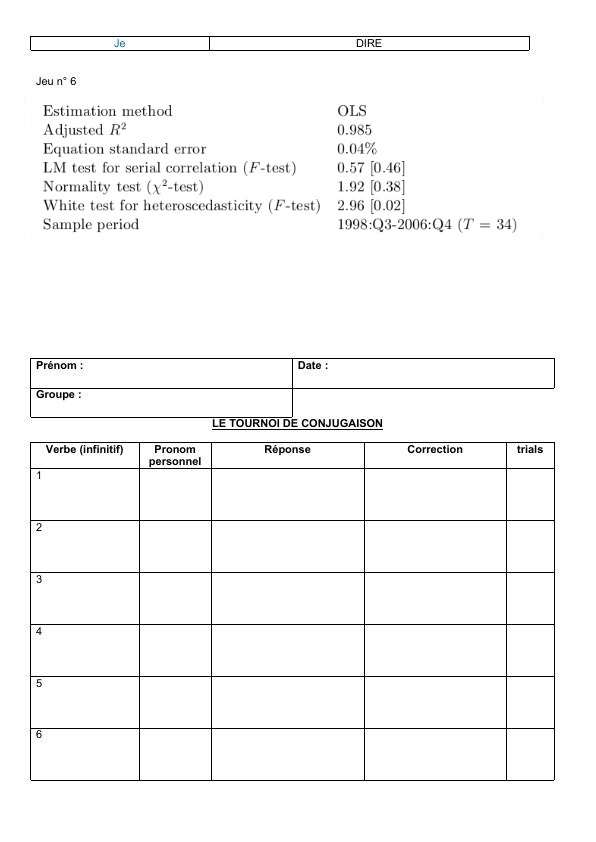 Je DIRE
Jeu n° 6
Estimation method OLS
Adjusted R² 0.985
Equation standard error 0.04%
LM test for serial correlation (F-test) 0.57 [0.46]
Normality test (χ²-test) 1.92 [0.38]
White test for heteroscedasticity (F-test) 2.96 [0.02]
Sample period 1998:Q3-2006:Q4 (T = 34)
Prénom : Date :
Groupe :
LE TOURNOI DE CONJUGAISON
Verbe (infinitif) Pronom personnel Réponse Correction trials
1
2
3
4
5
6